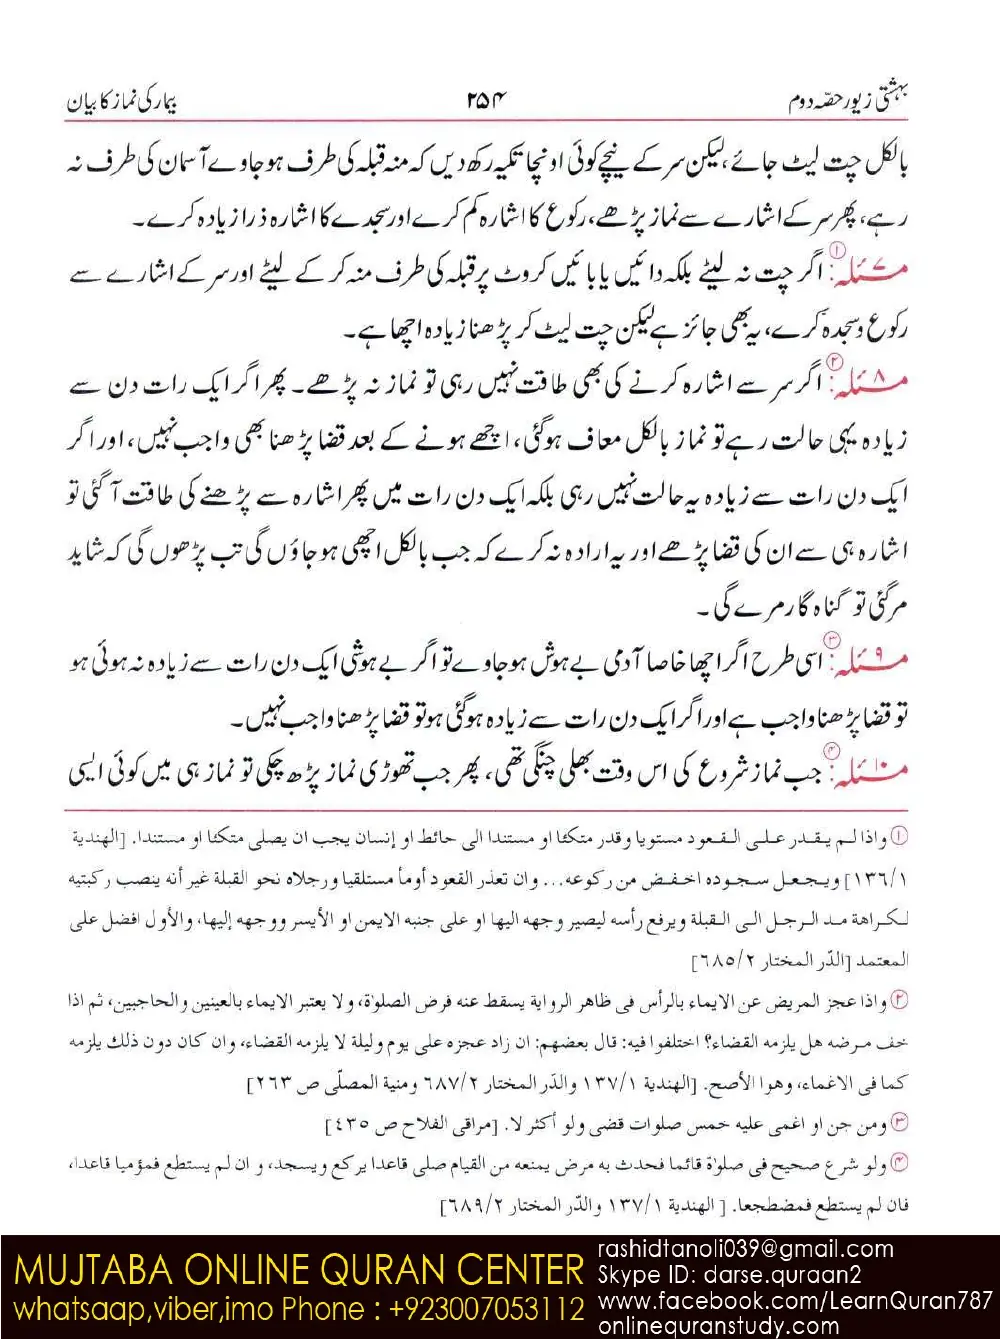 بہشتی زیور حصّہ دوم ۲۵۴ بیمار کی نماز کا بیان
بالکل چت لیٹ جائے، لیکن سر کے نیچے کوئی اونچا تکیہ رکھ دیں کہ منہ قبلہ کی طرف ہو جاوے آسمان کی طرف نہ
رہے، پھر سر کے اشارے سے نماز پڑھے، رکوع کا اشارہ کم کرے اور سجدے کا اشارہ ذرا زیادہ کرے۔
مسئلہ ۷: ① اگر چت نہ لیٹے بلکہ دائیں یا بائیں کروٹ پر قبلہ کی طرف منہ کر کے لیٹے اور سر کے اشارے سے
رکوع و سجدہ کرے، یہ بھی جائز ہے لیکن چت لیٹ کر پڑھنا زیادہ اچھا ہے۔
مسئلہ ۸: ② اگر سر سے اشارہ کرنے کی بھی طاقت نہیں رہی تو نماز نہ پڑھے۔ پھر اگر ایک رات دن سے
زیادہ یہی حالت رہے تو نماز بالکل معاف ہو گئی، اچھے ہونے کے بعد قضا پڑھنا بھی واجب نہیں، اور اگر
ایک دن رات سے زیادہ یہ حالت نہیں رہی بلکہ ایک دن رات میں پھر اشارہ سے پڑھنے کی طاقت آ گئی تو
اشارہ ہی سے ان کی قضا پڑھے اور یہ ارادہ نہ کرے کہ جب بالکل اچھی ہو جاؤں گی تب پڑھوں گی کہ شاید
مر گئی تو گناہ گار مرے گی۔
مسئلہ ۹: ③ اسی طرح اگر اچھا خاصا آدمی بے ہوش ہو جاوے تو اگر بے ہوشی ایک دن رات سے زیادہ نہ ہوئی ہو
تو قضا پڑھنا واجب ہے اور اگر ایک دن رات سے زیادہ ہو گئی ہو تو قضا پڑھنا واجب نہیں۔
مسئلہ ۱۰: ④ جب نماز شروع کی اس وقت بھلی چنگی تھی، پھر جب تھوڑی نماز پڑھ چکی تو نماز ہی میں کوئی ایسی
① واذا لم يقدر على القعود مستويا وقدر متكئا او مستندا الى حائط او إنسان يجب ان يصلى متكئا او مستندا. [الهندية
١/١٣٦] ويجعل سجوده اخفض من ركوعه... وان تعذر القعود أومأ مستلقيا ورجلاه نحو القبلة غير أنه ينصب ركبتيه
لكراهة مد الرجل الى القبلة ويرفع رأسه ليصير وجهه اليها او على جنبه الايمن او الأيسر ووجهه إليها، والأول افضل على
المعتمد [الدّر المختار ٢/٦٨٥]
② واذا عجز المريض عن الايماء بالرأس فى ظاهر الرواية يسقط عنه فرض الصلوٰة، ولا يعتبر الايماء بالعينين والحاجبين، ثم اذا
خف مرضه هل يلزمه القضاء؟ اختلفوا فيه: قال بعضهم: ان زاد عجزه على يوم وليلة لا يلزمه القضاء، وان كان دون ذلك يلزمه
كما فى الاغماء، وهوا الأصح. [الهندية ١/١٣٧ والدّر المختار ٢/٦٨٧ ومنية المصلّى ص ٢٦٣]
③ ومن جن او اغمى عليه خمس صلوات قضى ولو أكثر لا. [مراقى الفلاح ص ٤٣٥]
④ ولو شرع صحيح فى صلوٰة قائما فحدث به مرض يمنعه من القيام صلى قاعدا يركع ويسجد، و ان لم يستطع فمؤميا قاعدا،
فان لم يستطع فمضطجعا. [الهندية ١/١٣٧ والدّر المختار ٢/٦٨٩]
MUJTABA ONLINE QURAN CENTER
whatsaap,viber,imo Phone : +923007053112
rashidtanoli039@gmail.com
Skype ID: darse.quraan2
www.facebook.com/LearnQuran787
onlinequranstudy.com